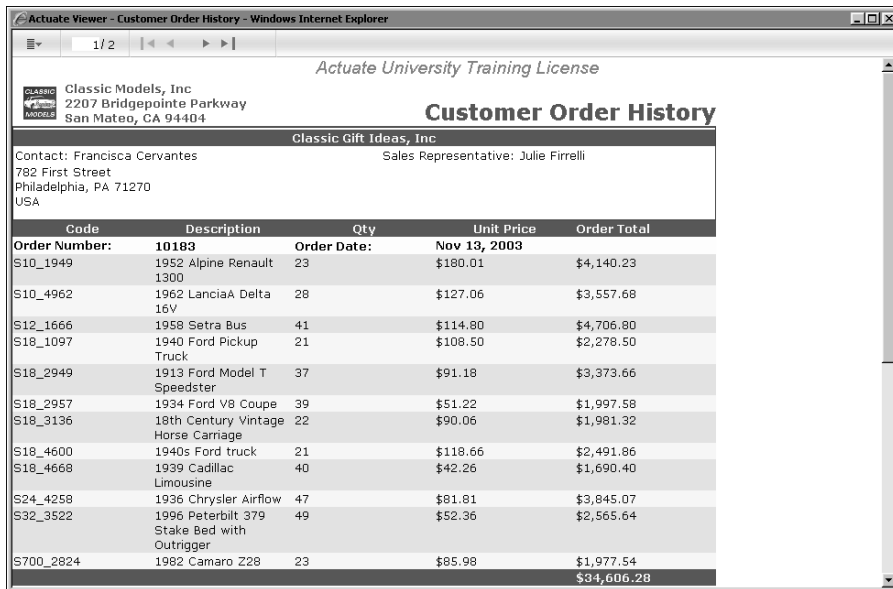 Actuate Viewer - Customer Order History - Windows Internet Explorer
1/ 2
Actuate University Training License
CLASSIC
MODELS
Classic Models, Inc
2207 Bridgepointe Parkway
San Mateo, CA 94404
Customer Order History
Classic Gift Ideas, Inc
Contact: Francisca Cervantes Sales Representative: Julie Firrelli
782 First Street
Philadelphia, PA 71270
USA
Code Description Qty Unit Price Order Total
Order Number: 10183 Order Date: Nov 13, 2003
S10_1949 1952 Alpine Renault 23 $180.01 $4,140.23
1300
S10_4962 1962 LanciaA Delta 28 $127.06 $3,557.68
16V
S12_1666 1958 Setra Bus 41 $114.80 $4,706.80
S18_1097 1940 Ford Pickup 21 $108.50 $2,278.50
Truck
S18_2949 1913 Ford Model T 37 $91.18 $3,373.66
Speedster
S18_2957 1934 Ford V8 Coupe 39 $51.22 $1,997.58
S18_3136 18th Century Vintage 22 $90.06 $1,981.32
Horse Carriage
S18_4600 1940s Ford truck 21 $118.66 $2,491.86
S18_4668 1939 Cadillac 40 $42.26 $1,690.40
Limousine
S24_4258 1936 Chrysler Airflow 47 $81.81 $3,845.07
S32_3522 1996 Peterbilt 379 49 $52.36 $2,565.64
Stake Bed with
Outrigger
S700_2824 1982 Camaro Z28 23 $85.98 $1,977.54
$34,606.28